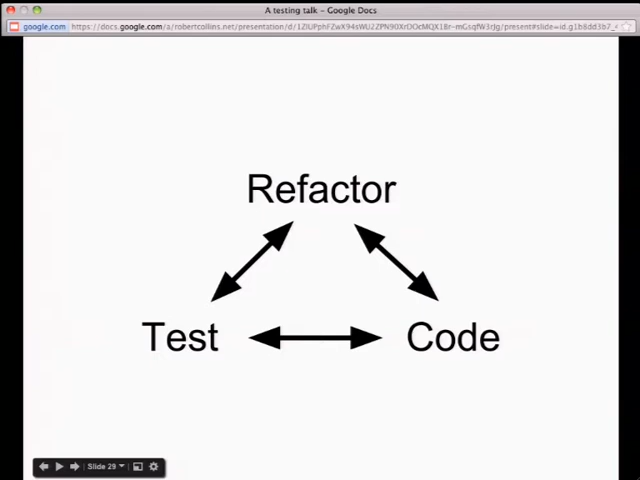 A testing talk - Google Docs
google.com
Refactor
Test
Code
Slide 29